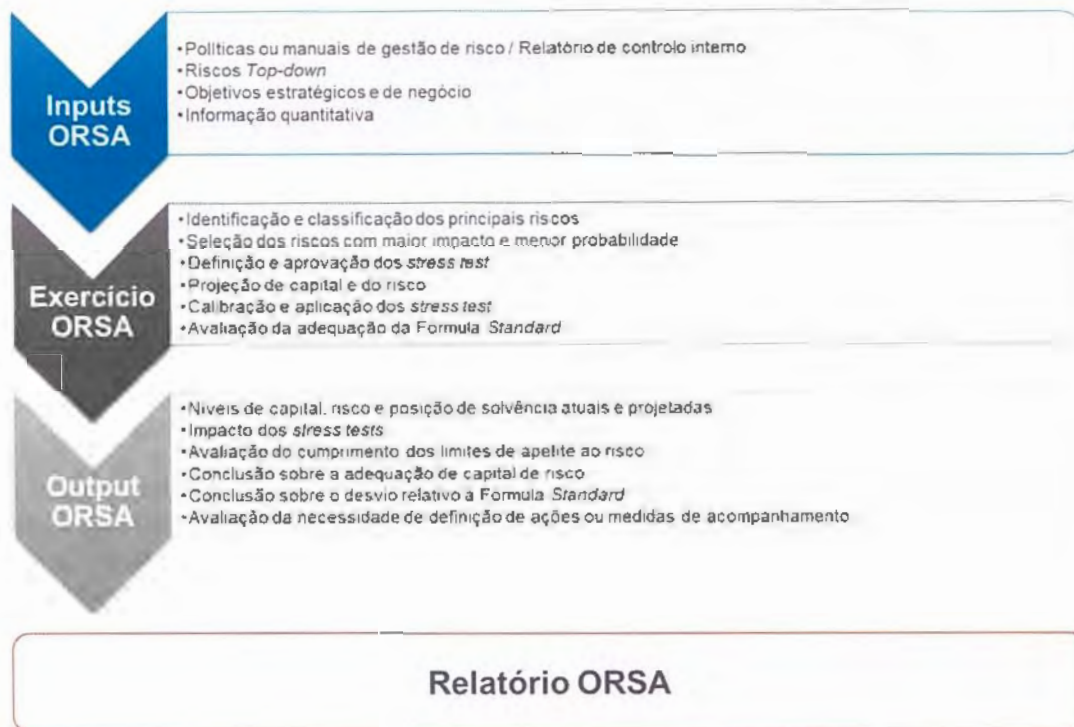 Inputs
ORSA
•Políticas ou manuais de gestão de risco / Relatório de controlo interno
•Riscos Top-down
•Objetivos estratégicos e de negócio
•Informação quantitativa
Exercício
ORSA
•Identificação e classificação dos principais riscos
•Seleção dos riscos com maior impacto e menor probabilidade
•Definição e aprovação dos stress test
•Projeção de capital e do risco
•Calibração e aplicação dos stress test
•Avaliação da adequação da Formula Standard
Output
ORSA
•Níveis de capital, risco e posição de solvência atuais e projetadas
•Impacto dos stress tests
•Avaliação do cumprimento dos limites de apetite ao risco
•Conclusão sobre a adequação de capital de risco
•Conclusão sobre o desvio relativo à Formula Standard
•Avaliação da necessidade de definição de ações ou medidas de acompanhamento
Relatório ORSA